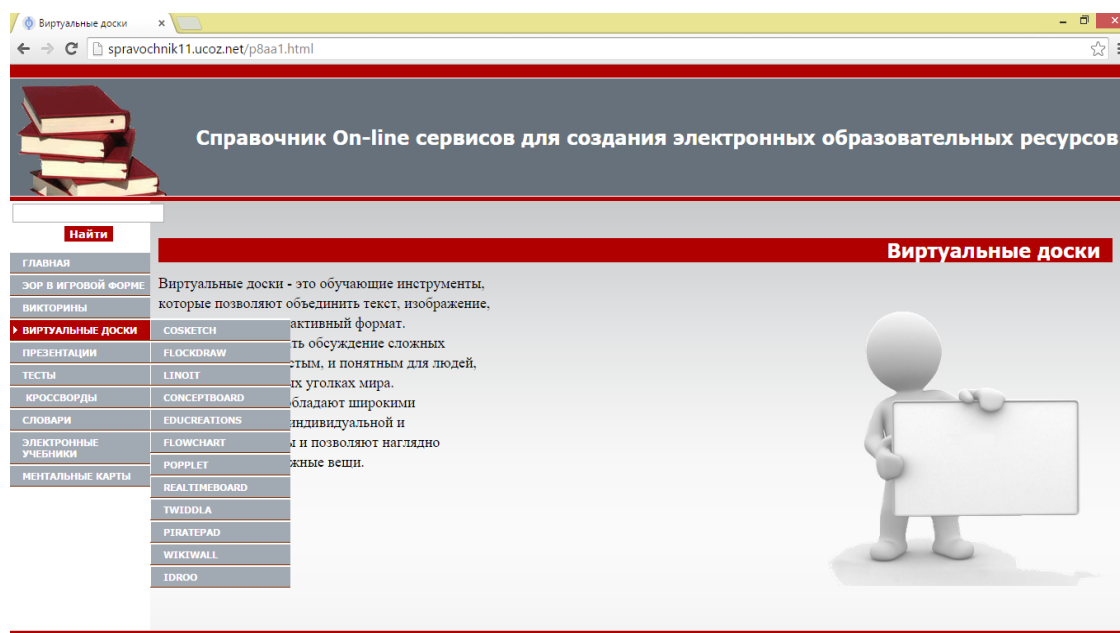 Виртуальные доски
spravochnik11.ucoz.net/p8aa1.html
Справочник On-line сервисов для создания электронных образовательных ресурсов
Найти
ГЛАВНАЯ
ЭОР В ИГРОВОЙ ФОРМЕ
ВИКТОРИНЫ
ВИРТУАЛЬНЫЕ ДОСКИ
ПРЕЗЕНТАЦИИ
ТЕСТЫ
КРОССВОРДЫ
СЛОВАРИ
ЭЛЕКТРОННЫЕ
УЧЕБНИКИ
МЕНТАЛЬНЫЕ КАРТЫ
COSKETCH
FLOCKDRAW
LINOIT
CONCEPTBOARD
EDUCREATIONS
FLOWCHART
POPPLET
REALTIMEBOARD
TWIDDLA
PIRATEPAD
WIKIWALL
IDROO
Виртуальные доски
Виртуальные доски - это обучающие инструменты,
которые позволяют объединить текст, изображение,
формат.
обсуждение сложных
и понятным для людей,
уголках мира.
широкими
индивидуальной и
и позволяют наглядно
вещи.